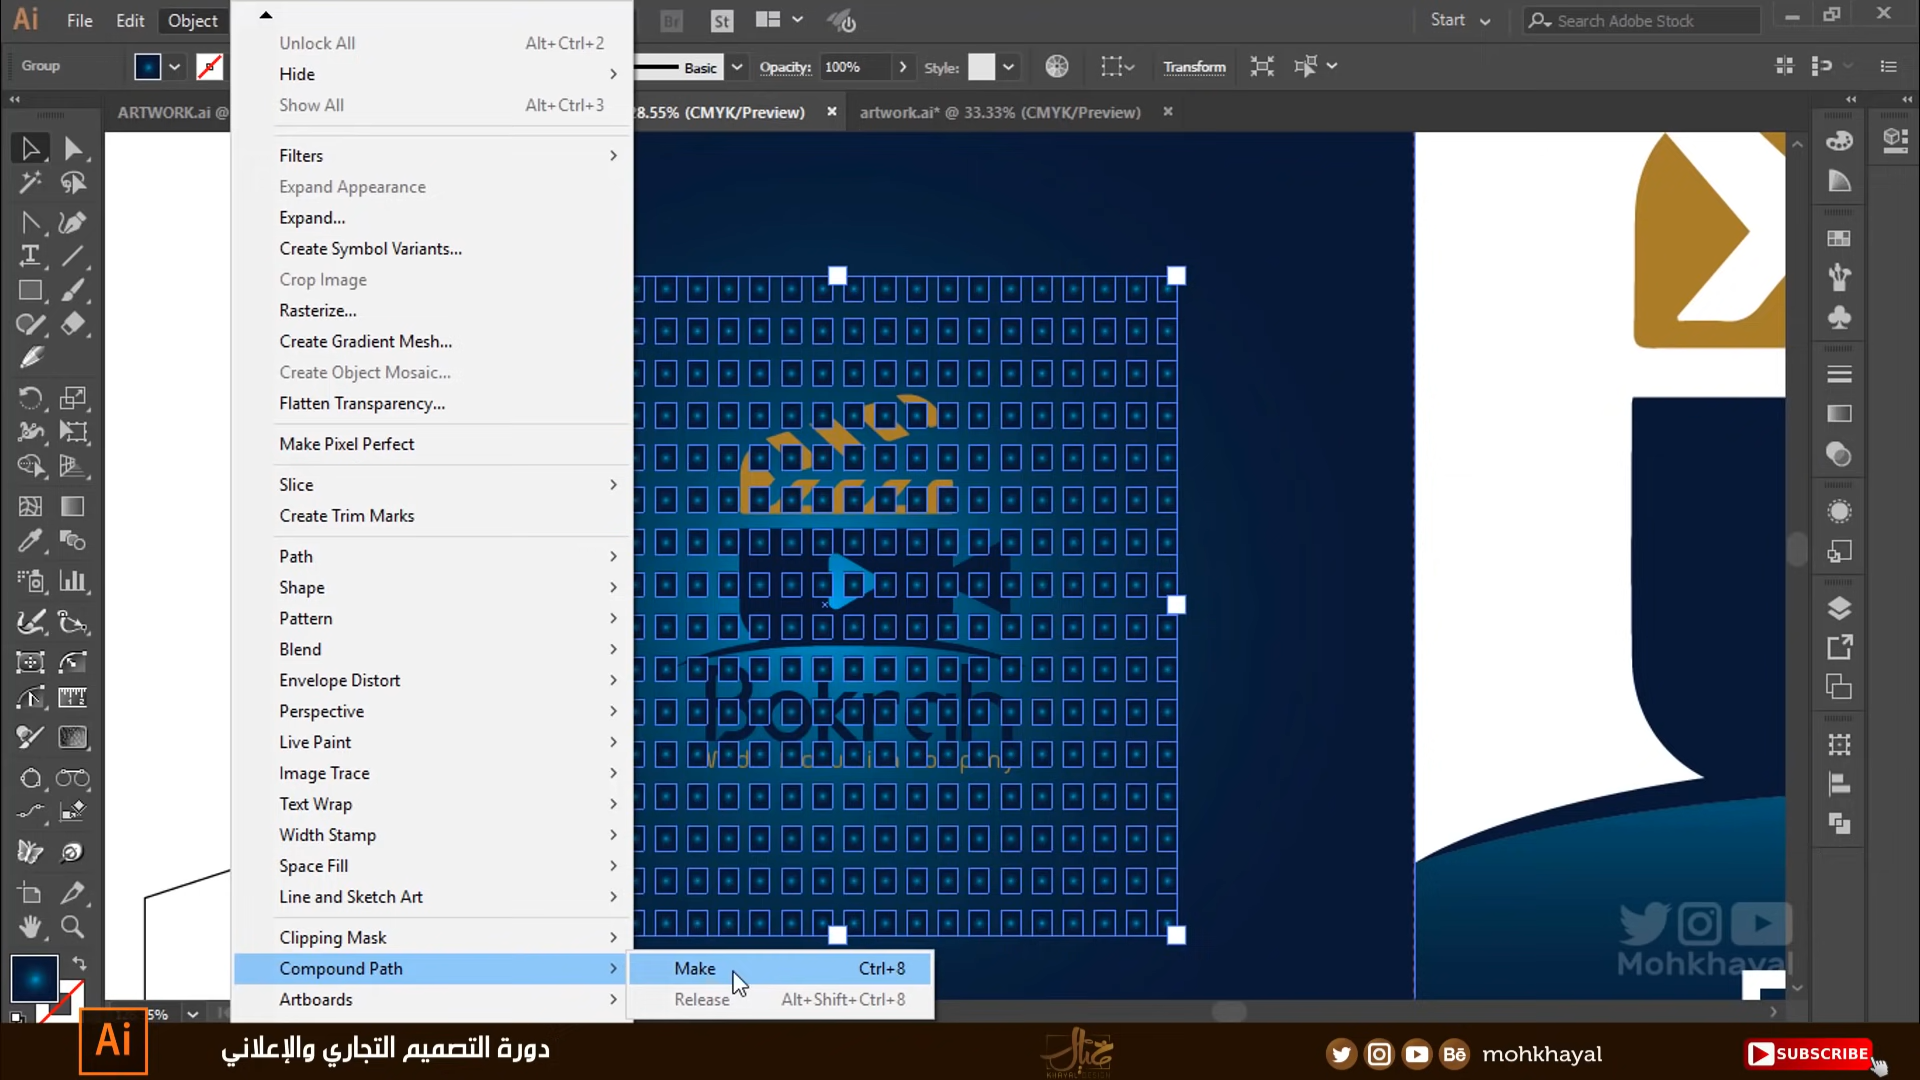 Ai File Edit Object Br St Start Search Adobe Stock
Group Basic Opacity: 100% Style: Transform
ARTWORK.ai @ 28.55% (CMYK/Preview) × artwork.ai* @ 33.33% (CMYK/Preview) ×
Unlock All Alt+Ctrl+2
Hide
Show All Alt+Ctrl+3
Filters
Expand Appearance
Expand...
Create Symbol Variants...
Crop Image
Rasterize...
Create Gradient Mesh...
Create Object Mosaic...
Flatten Transparency...
Make Pixel Perfect
Slice
Create Trim Marks
Path
Shape
Pattern
Blend
Envelope Distort
Perspective
Live Paint
Image Trace
Text Wrap
Width Stamp
Space Fill
Line and Sketch Art
Clipping Mask
Compound Path
Artboards
Make Ctrl+8
Release Alt+Shift+Ctrl+8
Bokrah
Mohkhayal
Ai دورة التصميم التجاري والإعلاني
mohkhayal
SUBSCRIBE